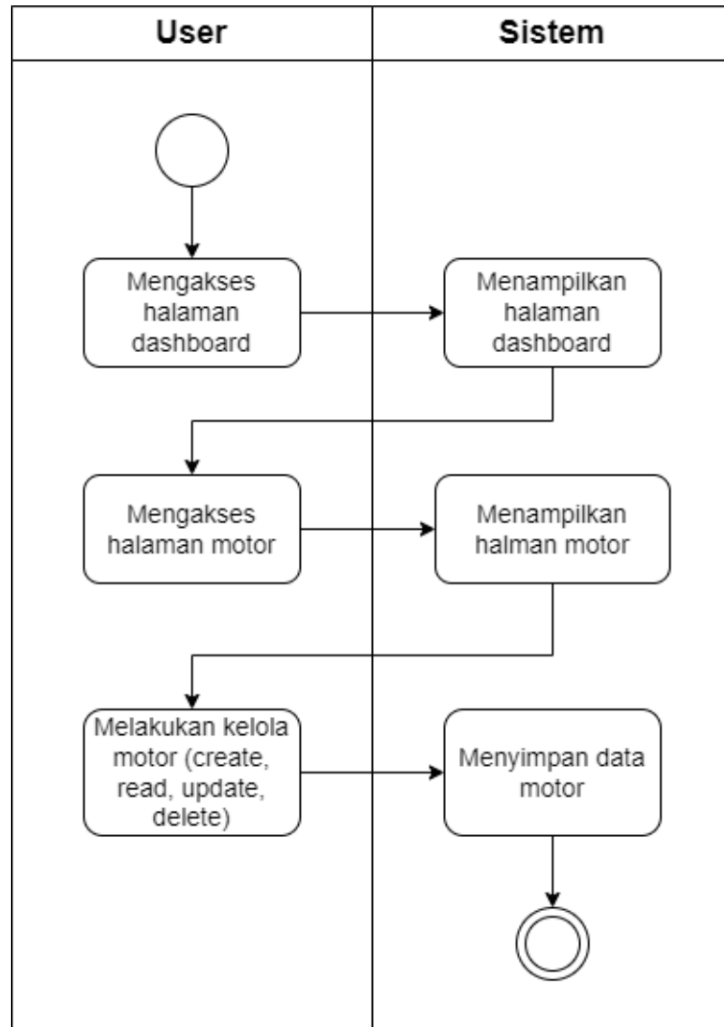 User
Sistem
Mengakses
halaman
dashboard
Menampilkan
halaman
dashboard
Mengakses
halaman motor
Menampilkan
halman motor
Melakukan kelola
motor (create,
read, update,
delete)
Menyimpan data
motor